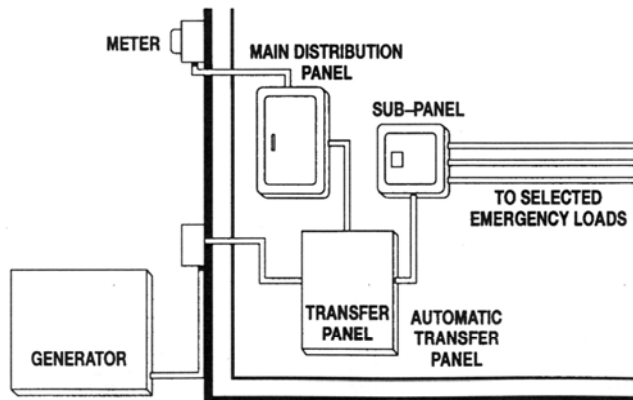 METER
MAIN DISTRIBUTION
PANEL
SUB–PANEL
TO SELECTED
EMERGENCY LOADS
TRANSFER
PANEL
AUTOMATIC
TRANSFER
PANEL
GENERATOR